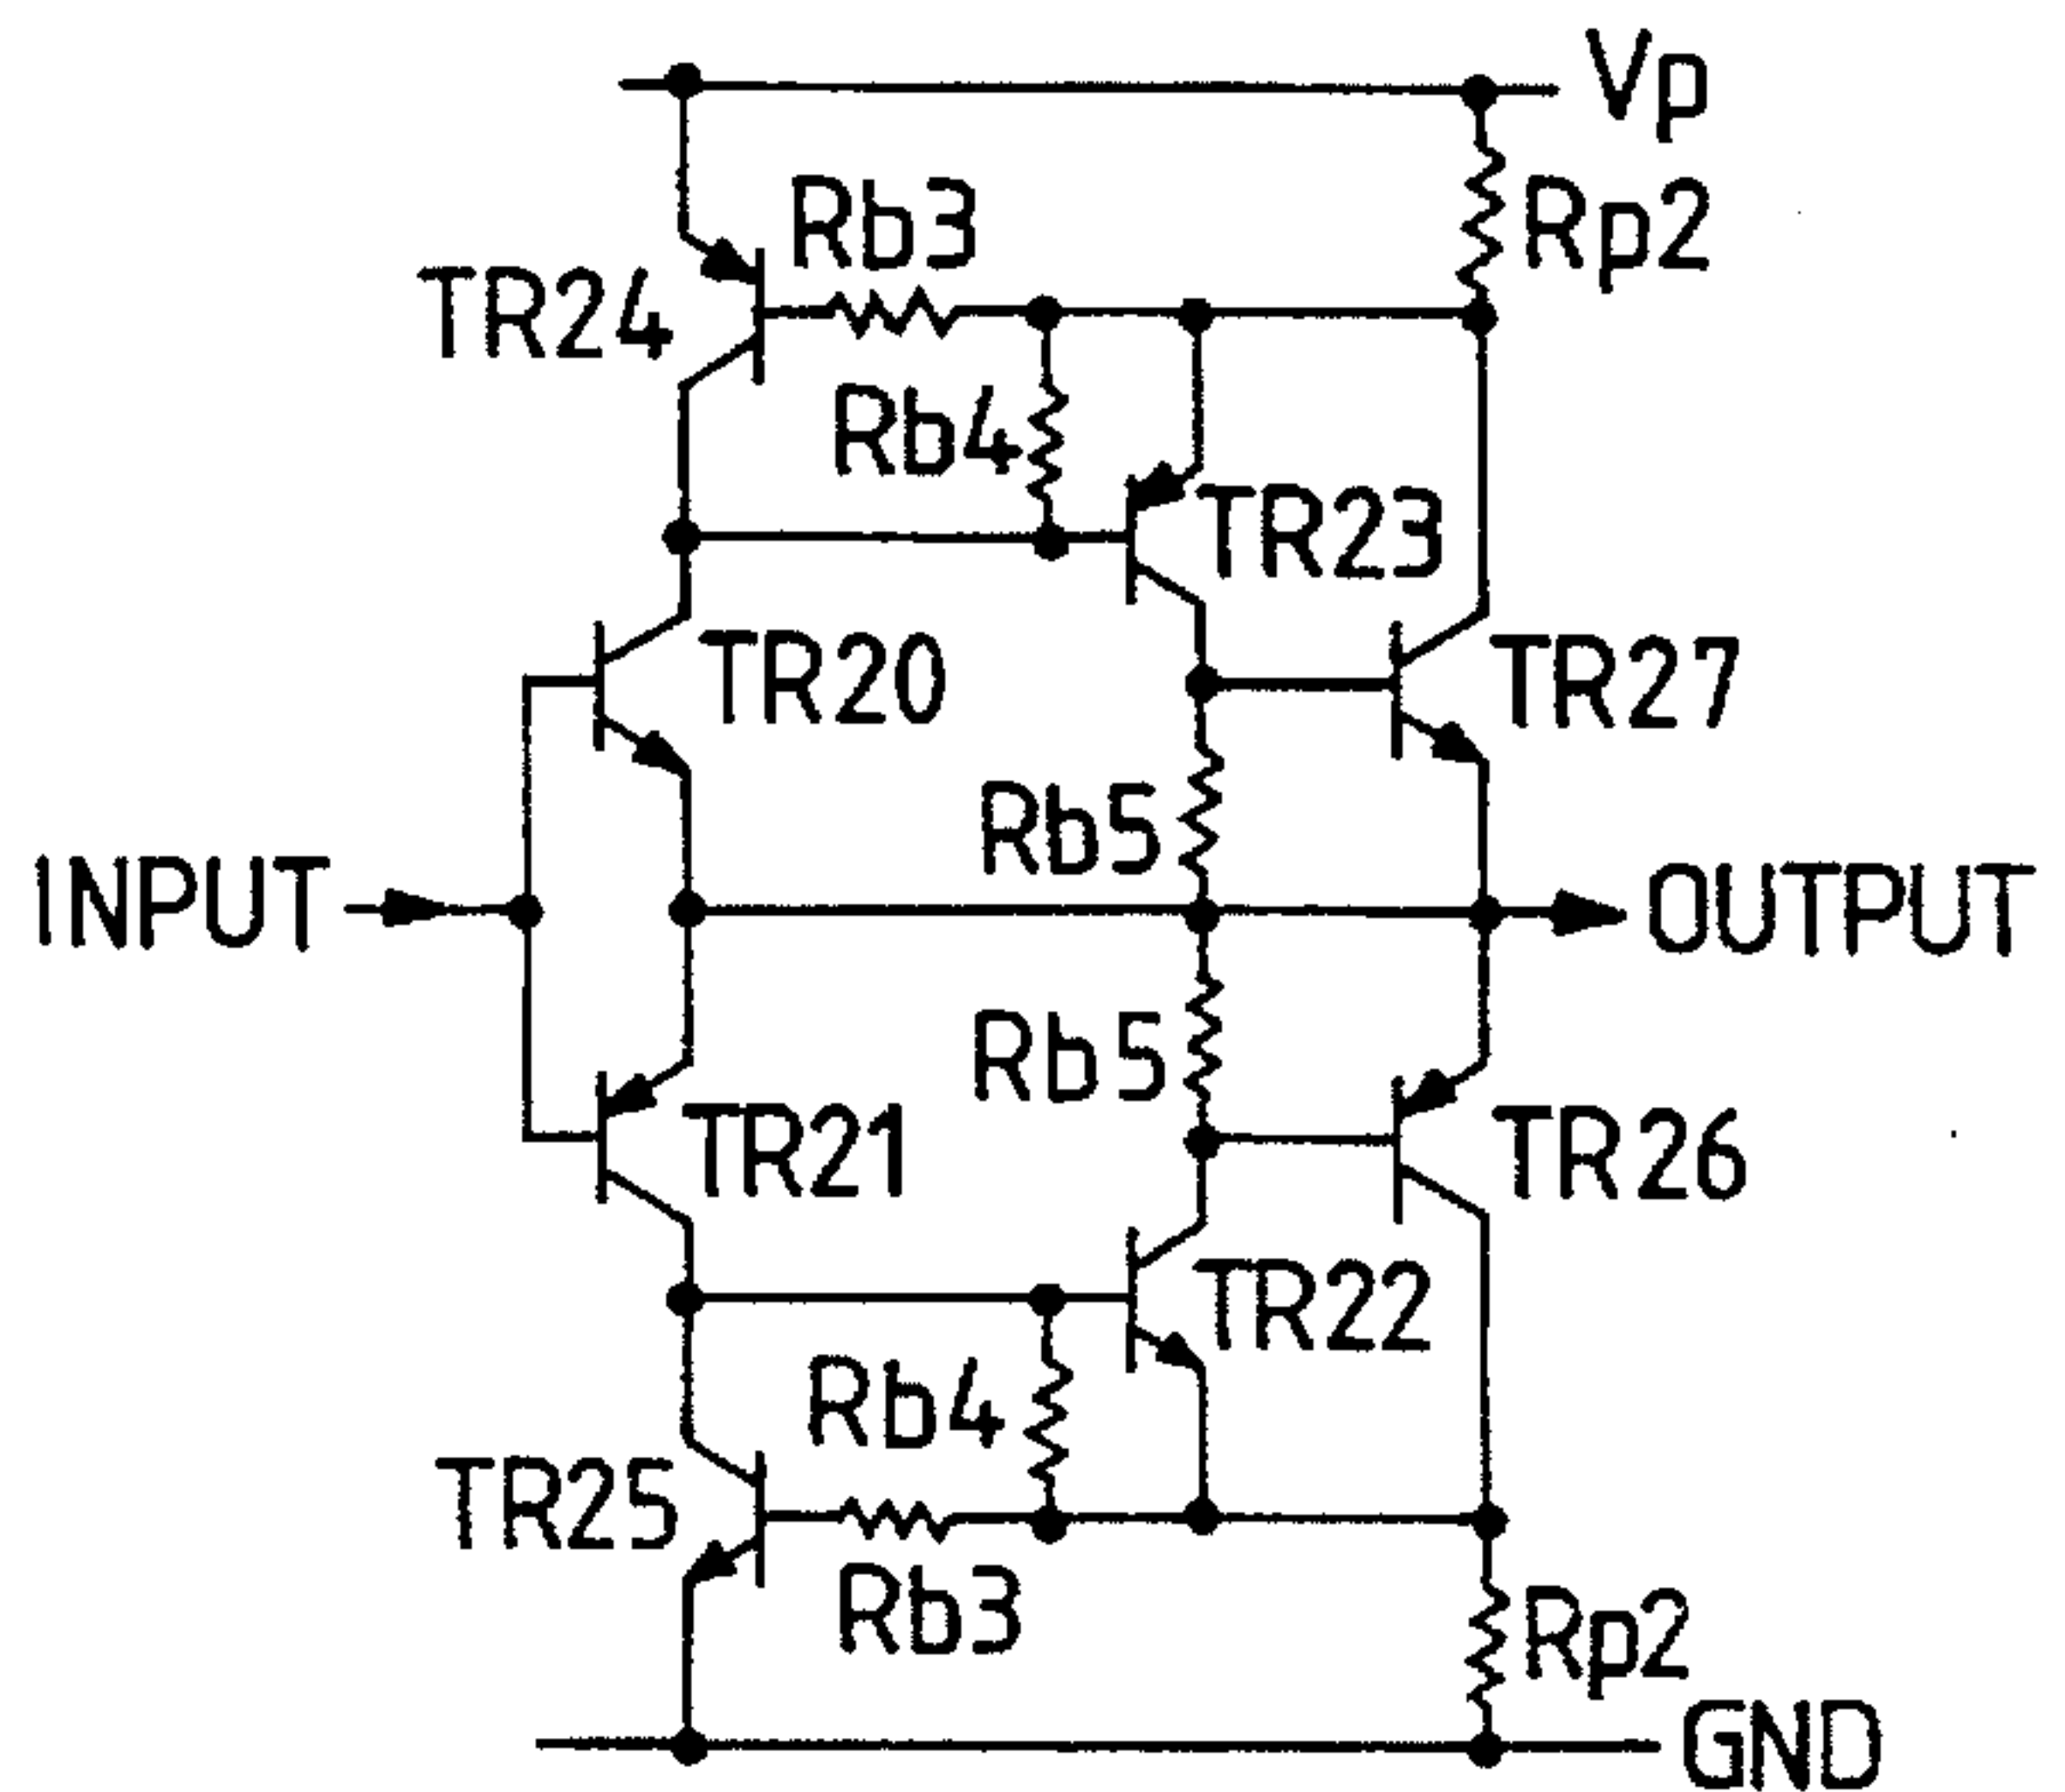 Vp
Rb3
Rp2
TR24
Rb4
TR23
TR20
TR27
Rb5
INPUT
OUTPUT
Rb5
TR21
TR26
TR22
Rb4
TR25
Rb3
Rp2
GND